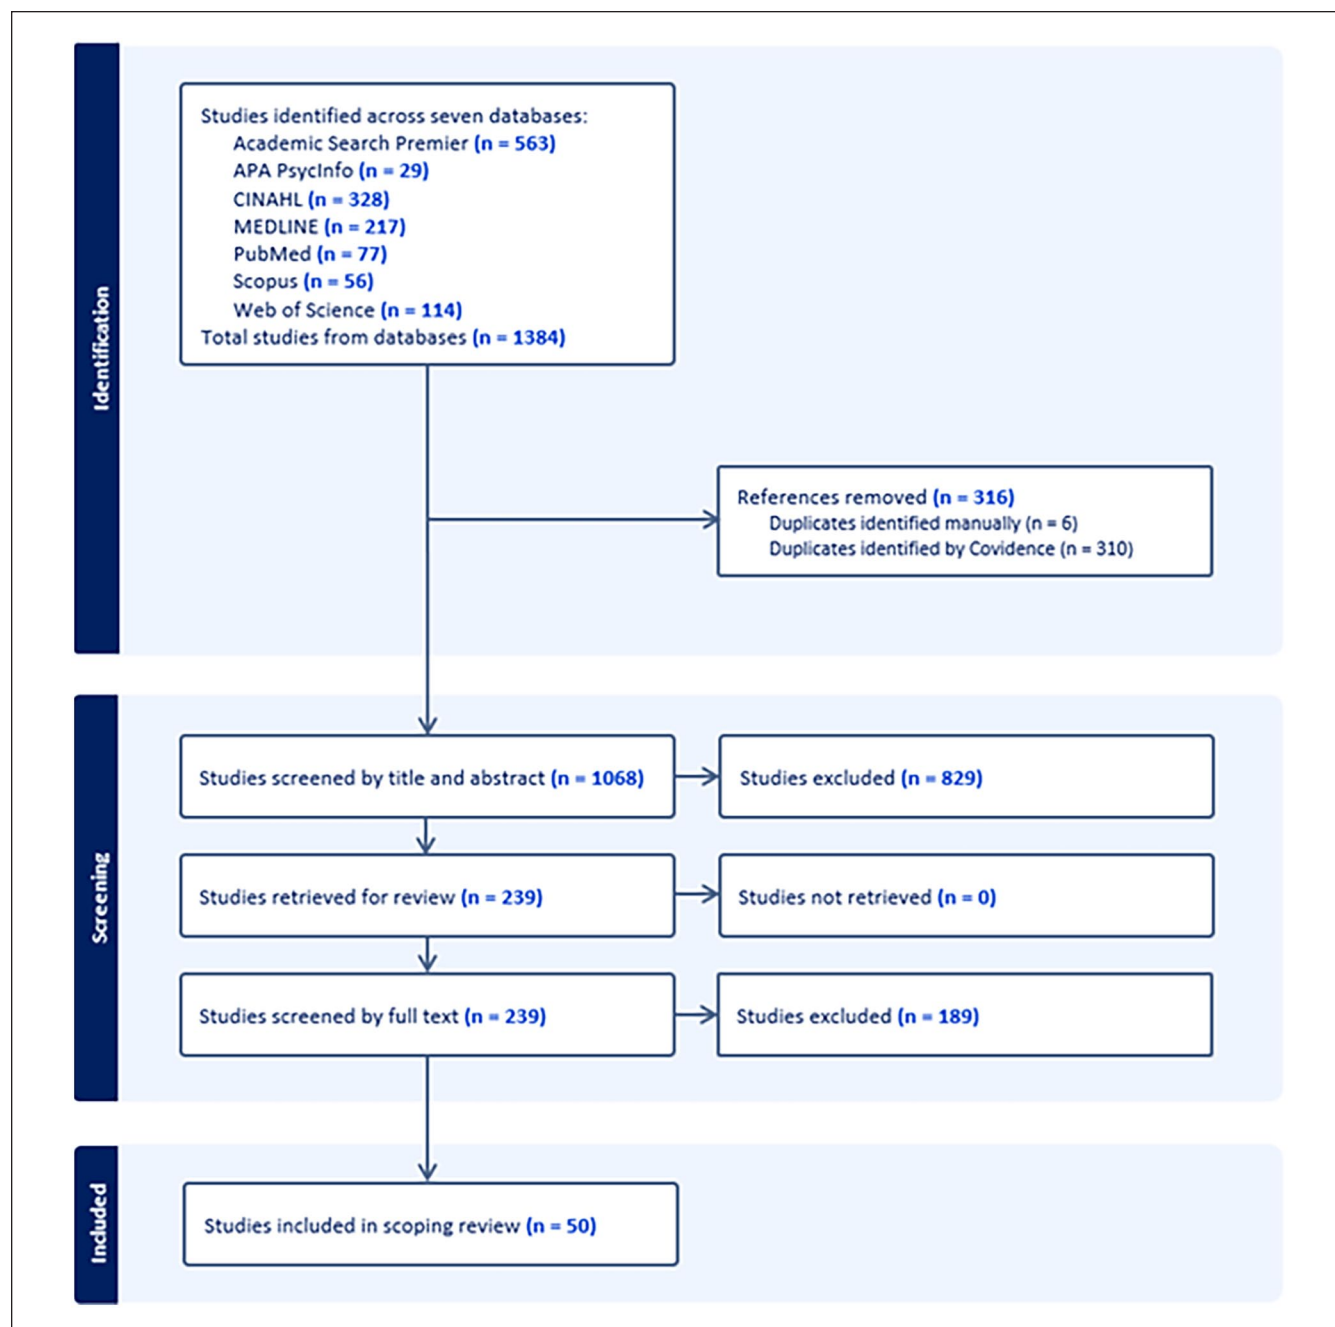 Identification
Studies identified across seven databases:
Academic Search Premier (n = 563)
APA PsycInfo (n = 29)
CINAHL (n = 328)
MEDLINE (n = 217)
PubMed (n = 77)
Scopus (n = 56)
Web of Science (n = 114)
Total studies from databases (n = 1384)
References removed (n = 316)
Duplicates identified manually (n = 6)
Duplicates identified by Covidence (n = 310)
Screening
Studies screened by title and abstract (n = 1068)
Studies excluded (n = 829)
Studies retrieved for review (n = 239)
Studies not retrieved (n = 0)
Studies screened by full text (n = 239)
Studies excluded (n = 189)
Included
Studies included in scoping review (n = 50)